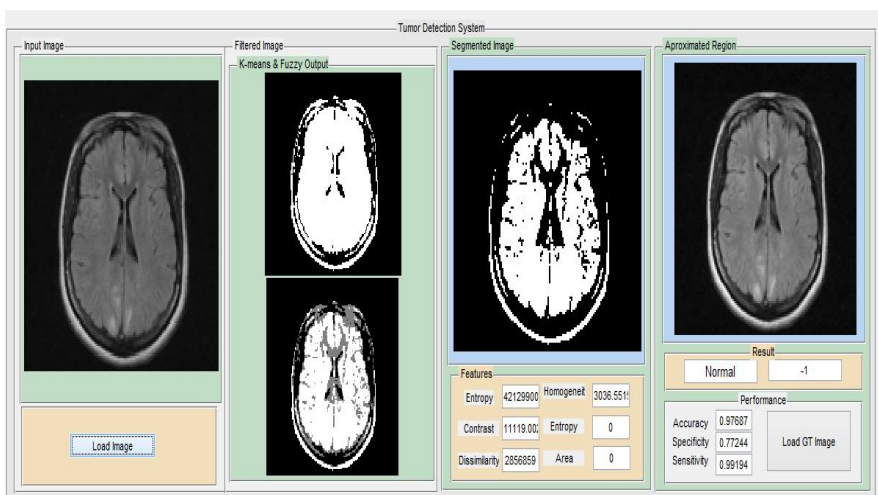 Tumor Detection System
Input Image
Filtered Image
Segmented Image
Aproximated Region
K-means & Fuzzy Output
Load Image
Features
Entropy 42129900 Homogeneit 3036.551
Contrast 11119.00 Entropy 0
Dissimilarity 2856859 Area 0
Result
Normal -1
Performance
Accuracy 0.97687
Specificity 0.77244
Sensitivity 0.99194
Load GT Image